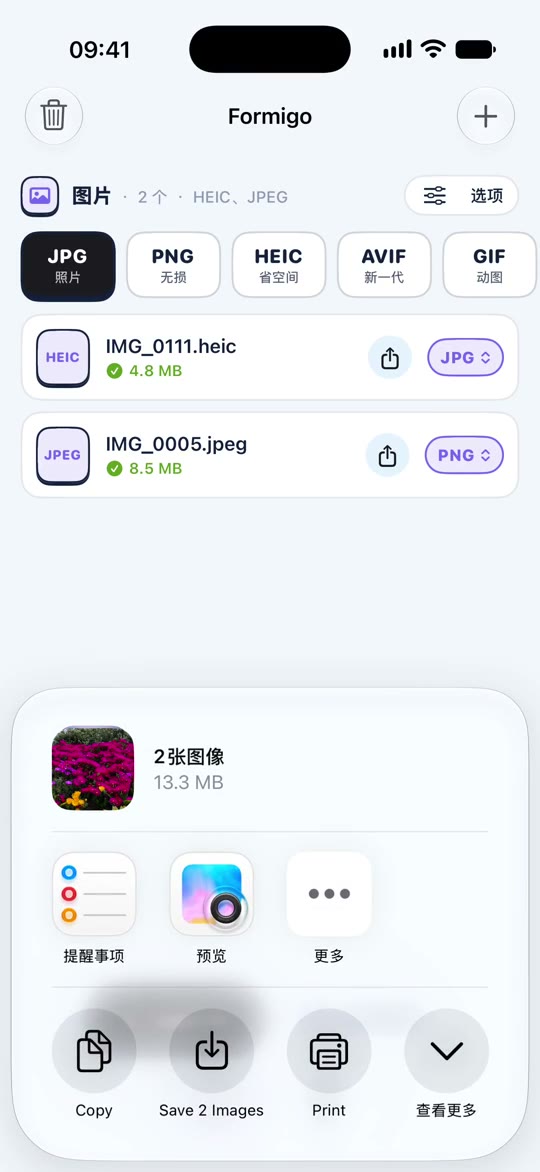 09:41
Formigo
图片 · 2 个 · HEIC、JPEG
选项
JPG
照片
PNG
无损
HEIC
省空间
AVIF
新一代
GIF
动图
HEIC
IMG_0111.heic
4.8 MB
JPG
JPEG
IMG_0005.jpeg
8.5 MB
PNG
2张图像
13.3 MB
提醒事项
预览
更多
Copy
Save 2 Images
Print
查看更多